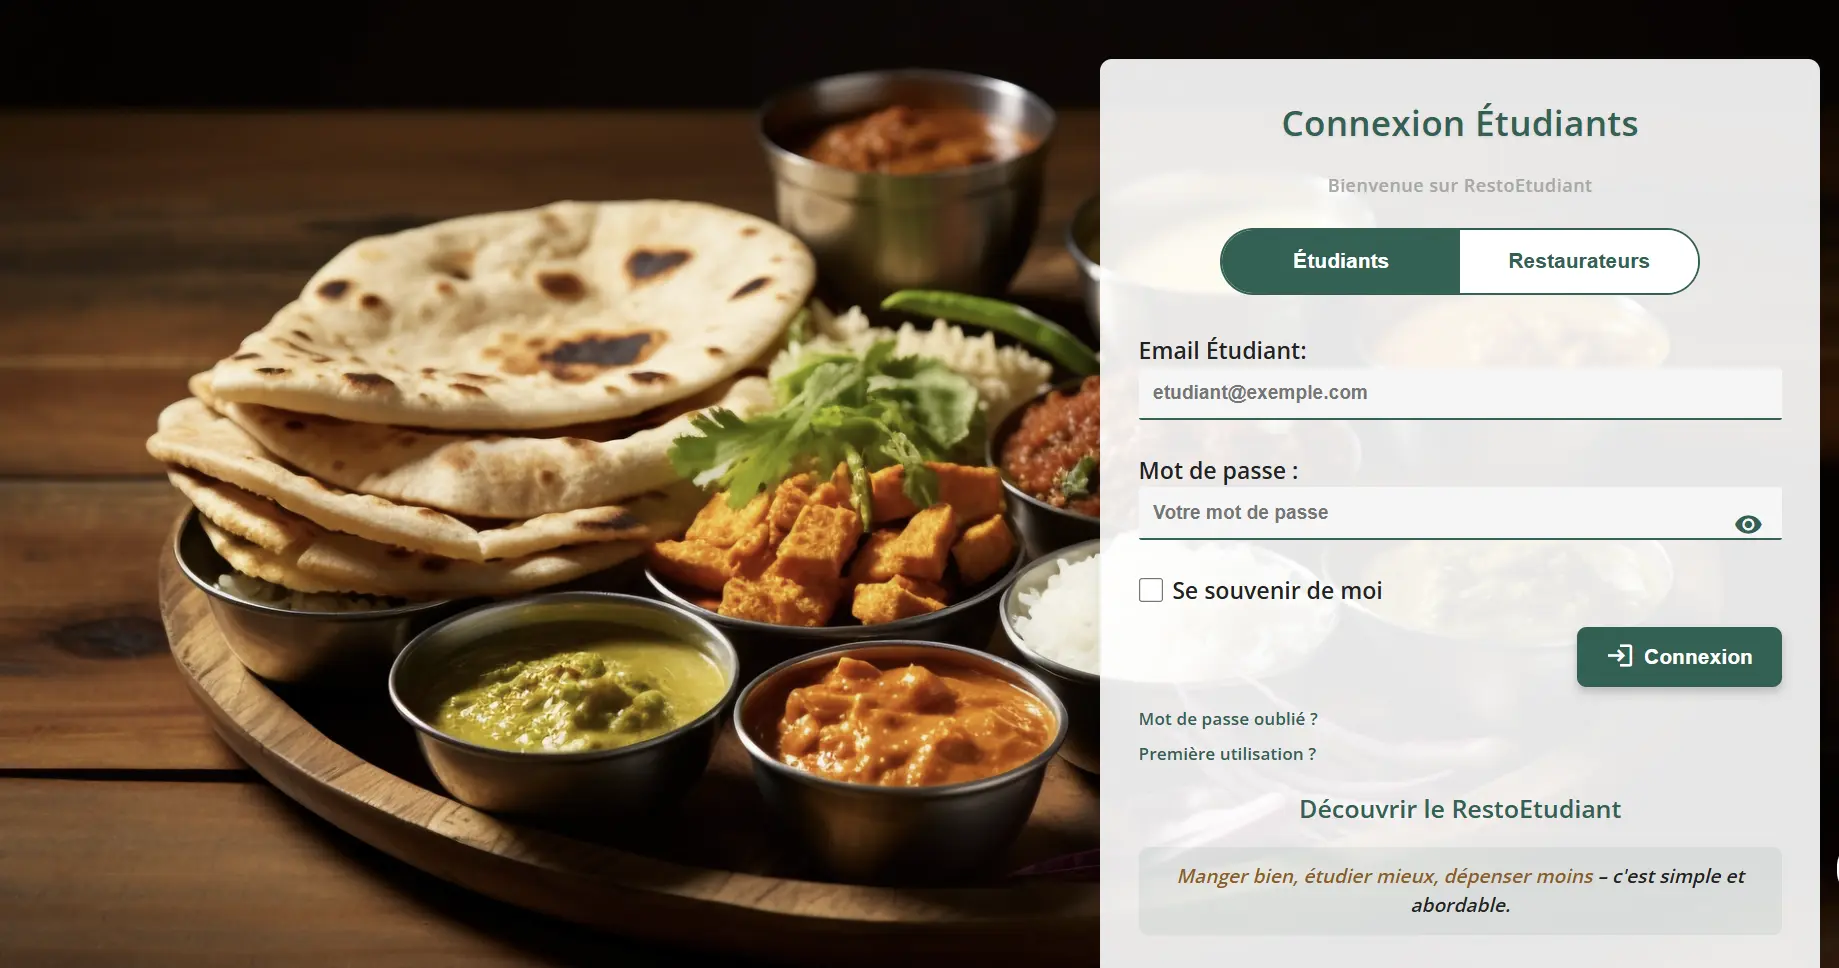 Connexion Étudiants
Bienvenue sur RestoEtudiant
Étudiants
Restaurateurs
Email Étudiant:
etudiant@exemple.com
Mot de passe :
Votre mot de passe
Se souvenir de moi
Connexion
Mot de passe oublié ?
Première utilisation ?
Découvrir le RestoEtudiant
Manger bien, étudier mieux, dépenser moins – c'est simple et
abordable.